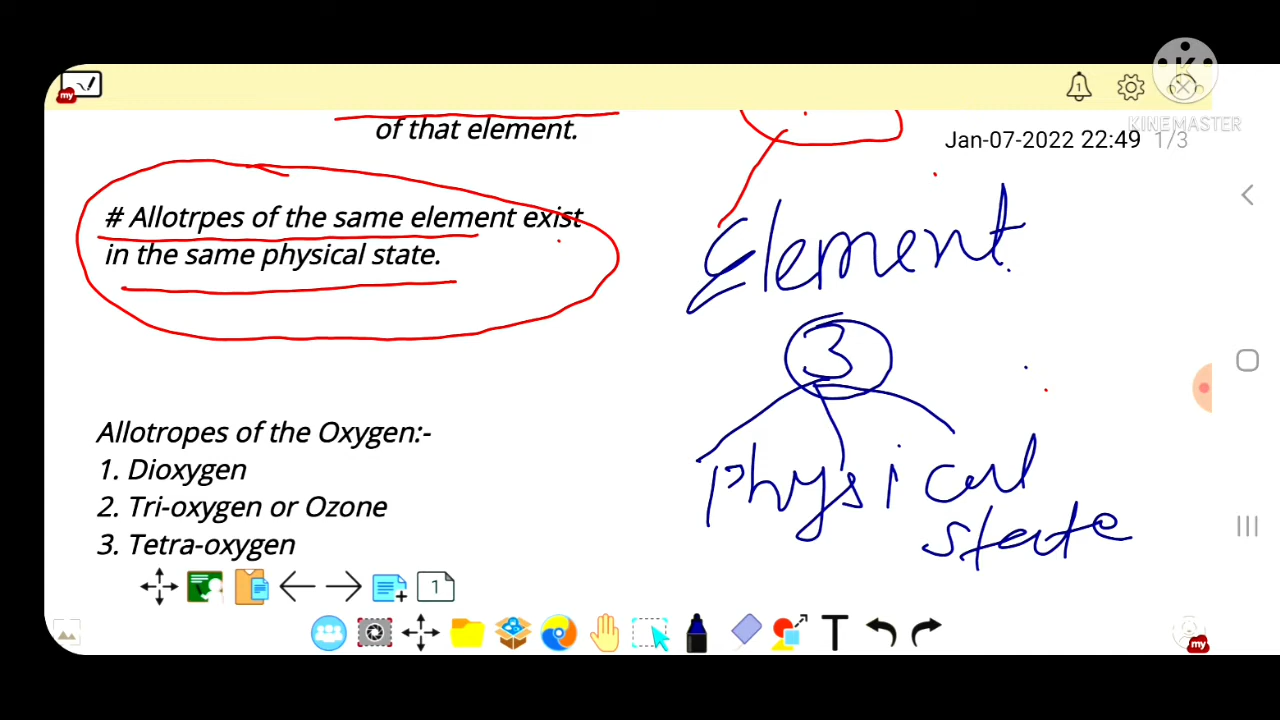 of that element.
KINEMASTER
Jan-07-2022 22:49 1/3
# Allotrpes of the same element exist
in the same physical state.
Element
3
physical
state
Allotropes of the Oxygen:-
1. Dioxygen
2. Tri-oxygen or Ozone
3. Tetra-oxygen
1
T
my
my